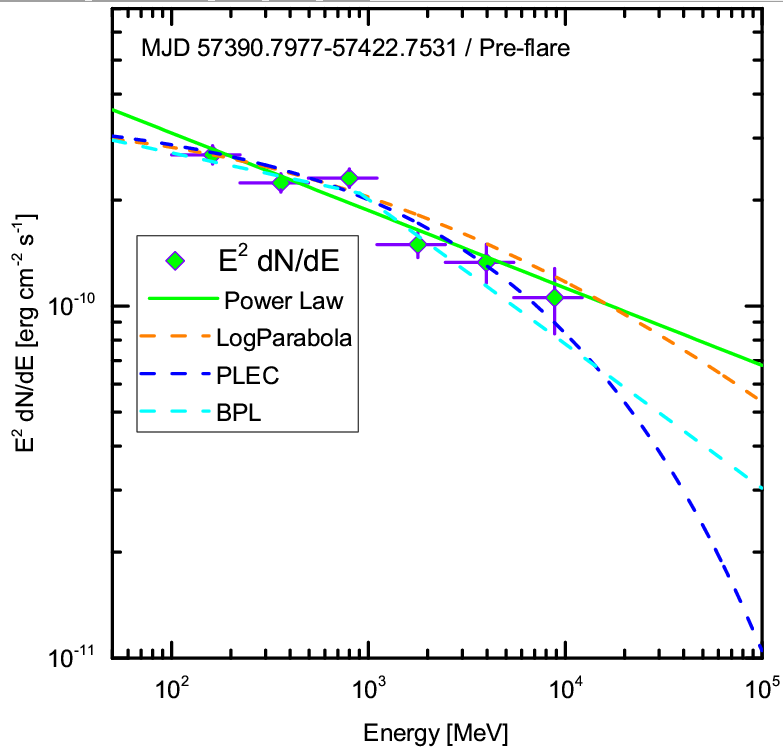 MJD 57390.7977-57422.7531 / Pre-flare
E² dN/dE [erg cm⁻² s⁻¹]
10⁻¹⁰
10⁻¹¹
E² dN/dE
Power Law
LogParabola
PLEC
BPL
10² 10³ 10⁴ 10⁵
Energy [MeV]